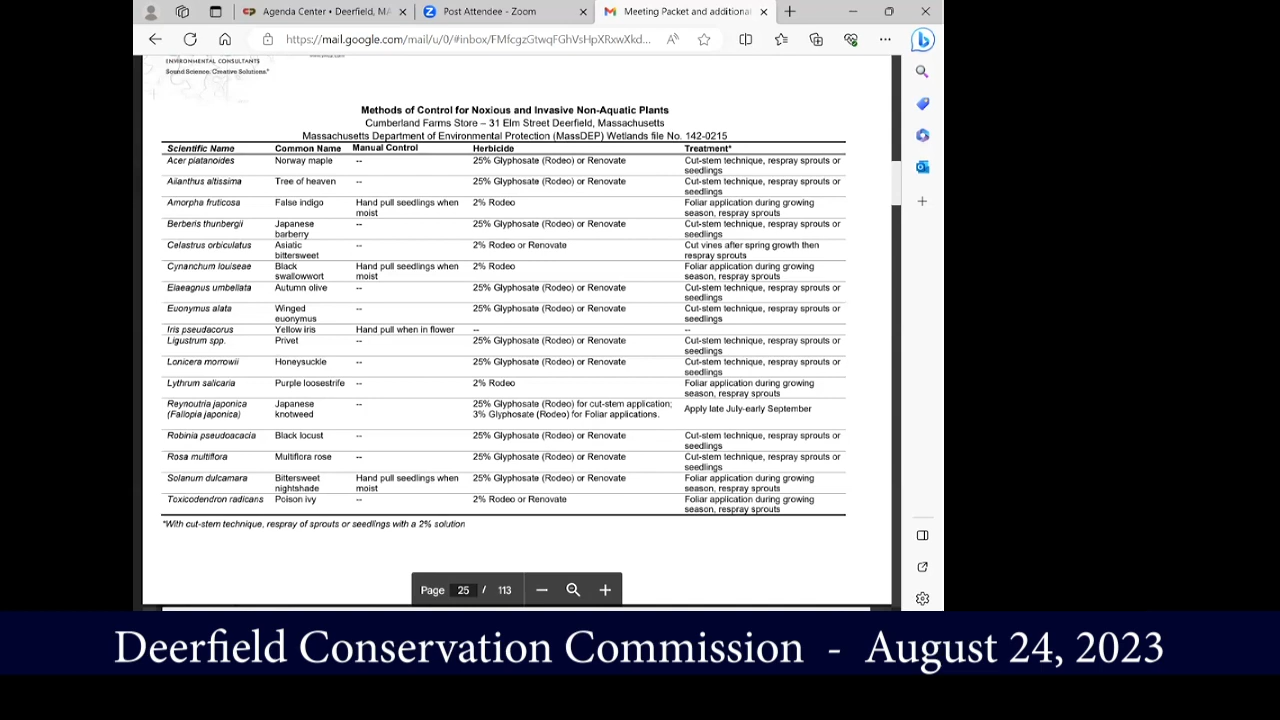 Agenda Center • Deerfield, MA
Post Attendee - Zoom
Meeting Packet and additional
https://mail.google.com/mail/u/0/#inbox/FMfcgzGtwqFGhVsHpXRxwXkd...
ENVIRONMENTAL CONSULTANTS
Sound Science. Creative Solutions.®
Methods of Control for Noxious and Invasive Non-Aquatic Plants
Cumberland Farms Store – 31 Elm Street Deerfield, Massachusetts
Massachusetts Department of Environmental Protection (MassDEP) Wetlands file No. 142-0215
Scientific Name Common Name Manual Control Herbicide Treatment*
Acer platanoides Norway maple -- 25% Glyphosate (Rodeo) or Renovate Cut-stem technique, respray sprouts or
seedlings
Ailanthus altissima Tree of heaven -- 25% Glyphosate (Rodeo) or Renovate Cut-stem technique, respray sprouts or
seedlings
Amorpha fruticosa False indigo Hand pull seedlings when 2% Rodeo Foliar application during growing
moist season, respray sprouts
Berberis thunbergii Japanese -- 25% Glyphosate (Rodeo) or Renovate Cut-stem technique, respray sprouts or
barberry seedlings
Celastrus orbiculatus Asiatic -- 2% Rodeo or Renovate Cut vines after spring growth then
bittersweet respray sprouts
Cynanchum louiseae Black Hand pull seedlings when 2% Rodeo Foliar application during growing
swallowwort moist season, respray sprouts
Elaeagnus umbellata Autumn olive -- 25% Glyphosate (Rodeo) or Renovate Cut-stem technique, respray sprouts or
seedlings
Euonymus alata Winged -- 25% Glyphosate (Rodeo) or Renovate Cut-stem technique, respray sprouts or
euonymus seedlings
Iris pseudacorus Yellow iris Hand pull when in flower -- --
Ligustrum spp. Privet -- 25% Glyphosate (Rodeo) or Renovate Cut-stem technique, respray sprouts or
seedlings
Lonicera morrowii Honeysuckle -- 25% Glyphosate (Rodeo) or Renovate Cut-stem technique, respray sprouts or
seedlings
Lythrum salicaria Purple loosestrife -- 2% Rodeo Foliar application during growing
season, respray sprouts
Reynoutria japonica Japanese -- 25% Glyphosate (Rodeo) for cut-stem application; Apply late July-early September
(Fallopia japonica) knotweed 3% Glyphosate (Rodeo) for Foliar applications.
Robinia pseudoacacia Black locust -- 25% Glyphosate (Rodeo) or Renovate Cut-stem technique, respray sprouts or
seedlings
Rosa multiflora Multiflora rose -- 25% Glyphosate (Rodeo) or Renovate Cut-stem technique, respray sprouts or
seedlings
Solanum dulcamara Bittersweet Hand pull seedlings when 25% Glyphosate (Rodeo) or Renovate Foliar application during growing
nightshade moist season, respray sprouts
Toxicodendron radicans Poison ivy -- 2% Rodeo or Renovate Foliar application during growing
season, respray sprouts
*With cut-stem technique, respray of sprouts or seedlings with a 2% solution
Page 25 / 113
Deerfield Conservation Commission - August 24, 2023